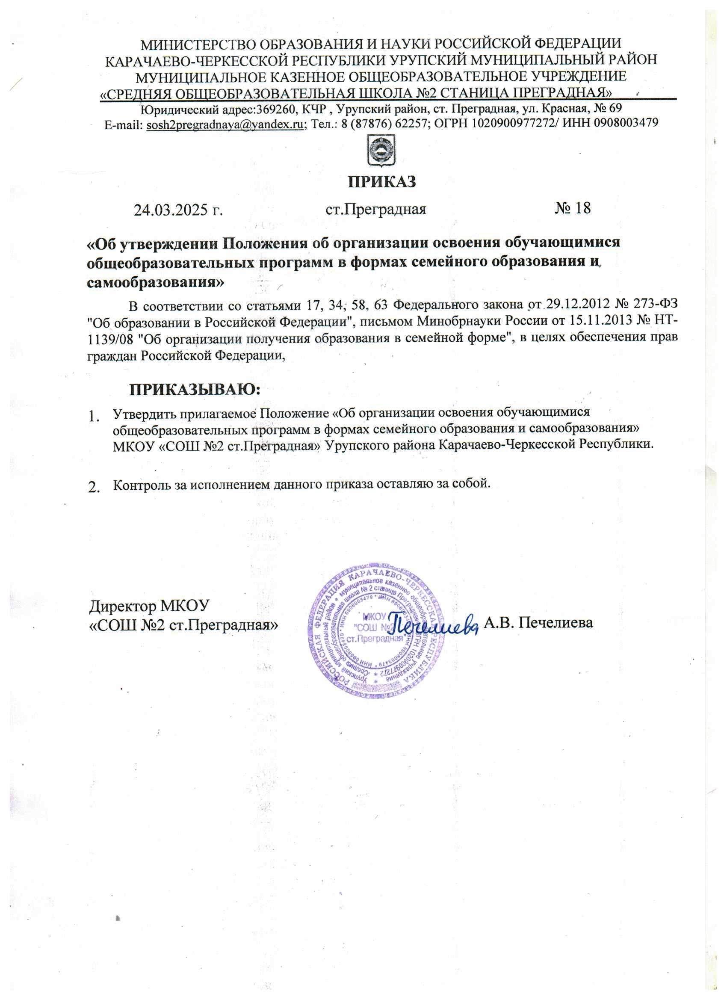 МИНИСТЕРСТВО ОБРАЗОВАНИЯ И НАУКИ РОССИЙСКОЙ ФЕДЕРАЦИИ
КАРАЧАЕВО-ЧЕРКЕССКОЙ РЕСПУБЛИКИ УРУПСКИЙ МУНИЦИПАЛЬНЫЙ РАЙОН
МУНИЦИПАЛЬНОЕ КАЗЕННОЕ ОБЩЕОБРАЗОВАТЕЛЬНОЕ УЧРЕЖДЕНИЕ
«СРЕДНЯЯ ОБЩЕОБРАЗОВАТЕЛЬНАЯ ШКОЛА №2 СТАНИЦА ПРЕГРАДНАЯ»
Юридический адрес:369260, КЧР , Урупский район, ст. Преградная, ул. Красная, № 69
E-mail: sosh2pregradnaya@yandex.ru; Тел.: 8 (87876) 62257; ОГРН 1020900977272/ ИНН 0908003479
ПРИКАЗ
24.03.2025 г. ст.Преградная № 18
«Об утверждении Положения об организации освоения обучающимися
общеобразовательных программ в формах семейного образования и
самообразования»
В соответствии со статьями 17, 34, 58, 63 Федерального закона от 29.12.2012 № 273-ФЗ
"Об образовании в Российской Федерации", письмом Минобрнауки России от 15.11.2013 № НТ-
1139/08 "Об организации получения образования в семейной форме", в целях обеспечения прав
граждан Российской Федерации,
ПРИКАЗЫВАЮ:
1. Утвердить прилагаемое Положение «Об организации освоения обучающимися
общеобразовательных программ в формах семейного образования и самообразования»
МКОУ «СОШ №2 ст.Преградная» Урупского района Карачаево-Черкесской Республики.
2. Контроль за исполнением данного приказа оставляю за собой.
Директор МКОУ
«СОШ №2 ст.Преградная»
Печелиева А.В. Печелиева
РОССИЙСКАЯ ФЕДЕРАЦИЯ КАРАЧАЕВО-ЧЕРКЕССКАЯ РЕСПУБЛИКА
Урупский муниципальный район * муниципальное казенное общеобразовательное учреждение *
«Средняя общеобразовательная школа № 2 станица Преградная» ОГРН 1020900977272 *
ИНН 0908003479 * ИНН 0908003479 * ИНН 0908003479 *
МКОУ
"СОШ №2
ст.Преградная"